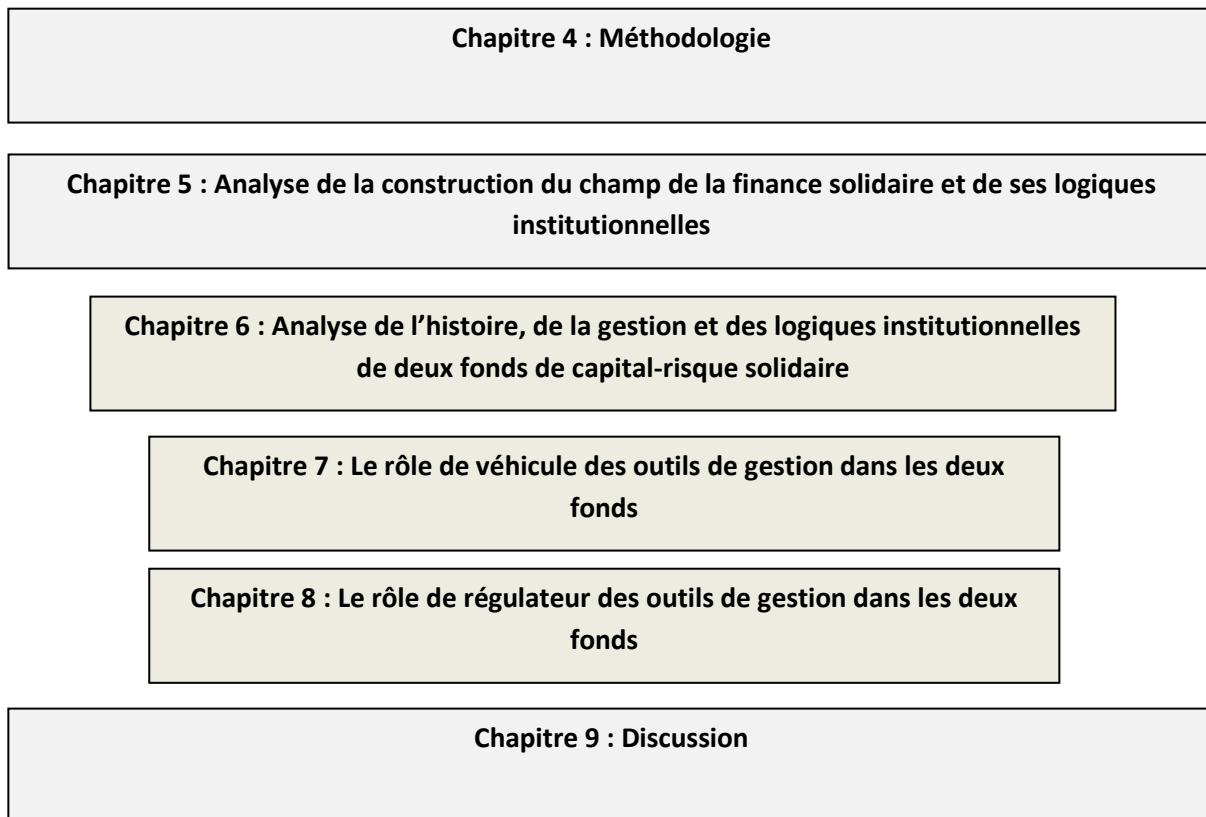 Chapitre 4 : Méthodologie
Chapitre 5 : Analyse de la construction du champ de la finance solidaire et de ses logiques
institutionnelles
Chapitre 6 : Analyse de l’histoire, de la gestion et des logiques institutionnelles
de deux fonds de capital-risque solidaire
Chapitre 7 : Le rôle de véhicule des outils de gestion dans les deux
fonds
Chapitre 8 : Le rôle de régulateur des outils de gestion dans les deux
fonds
Chapitre 9 : Discussion